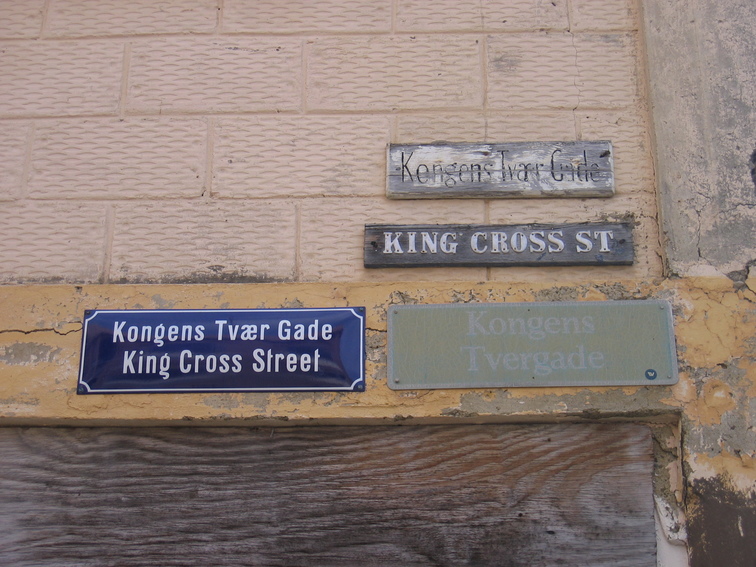 Kongens Tvær Gade
KING CROSS ST
Kongens Tvær Gade
King Cross Street
Kongens
Tvergade